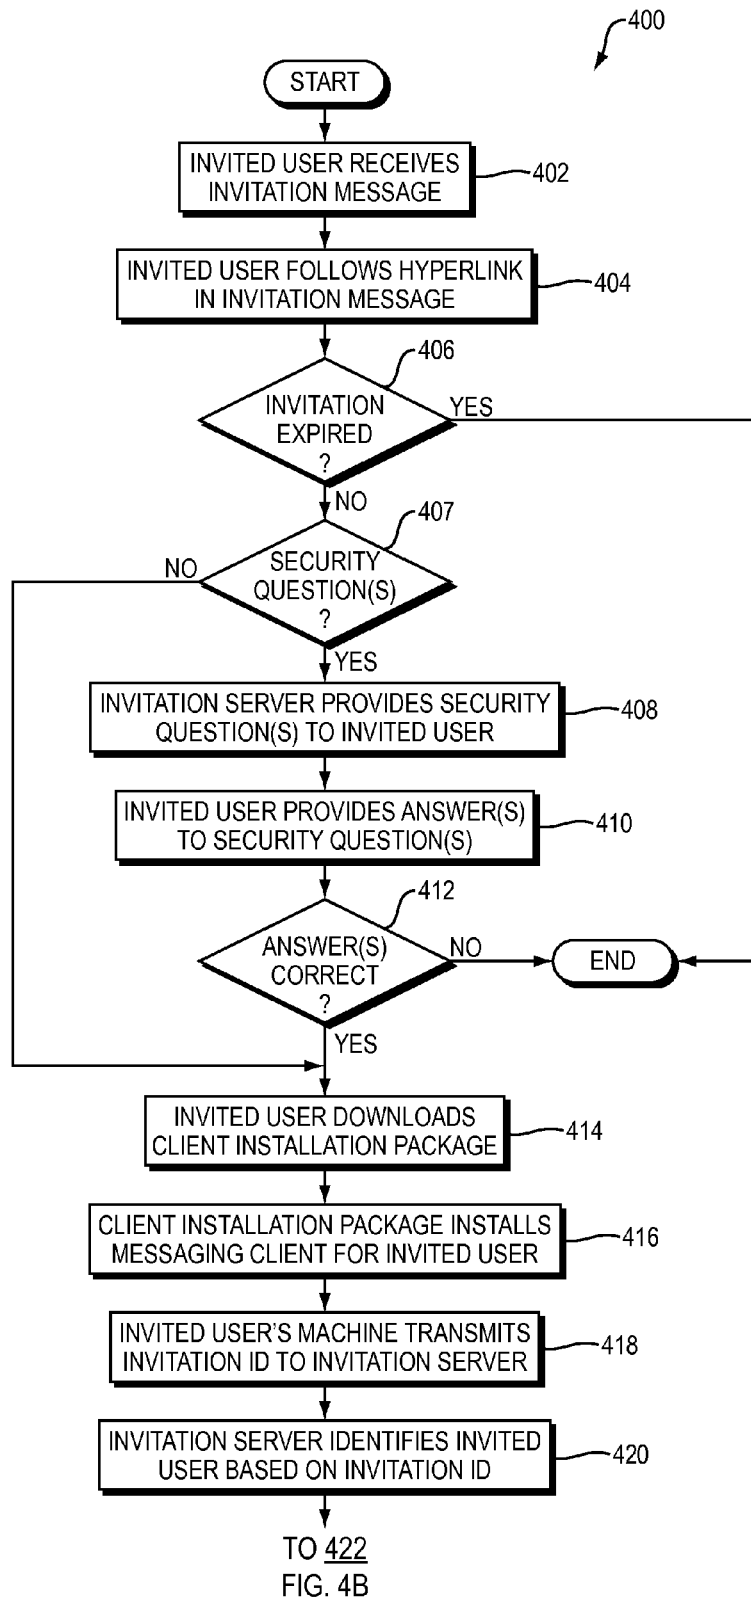 400
START
INVITED USER RECEIVES
INVITATION MESSAGE
402
INVITED USER FOLLOWS HYPERLINK
IN INVITATION MESSAGE
404
406
INVITATION
EXPIRED
?
YES
NO
407
SECURITY
QUESTION(S)
?
NO
YES
INVITATION SERVER PROVIDES SECURITY
QUESTION(S) TO INVITED USER
408
INVITED USER PROVIDES ANSWER(S)
TO SECURITY QUESTION(S)
410
412
ANSWER(S)
CORRECT
?
NO
END
YES
INVITED USER DOWNLOADS
CLIENT INSTALLATION PACKAGE
414
CLIENT INSTALLATION PACKAGE INSTALLS
MESSAGING CLIENT FOR INVITED USER
416
INVITED USER'S MACHINE TRANSMITS
INVITATION ID TO INVITATION SERVER
418
INVITATION SERVER IDENTIFIES INVITED
USER BASED ON INVITATION ID
420
TO 422
FIG. 4B